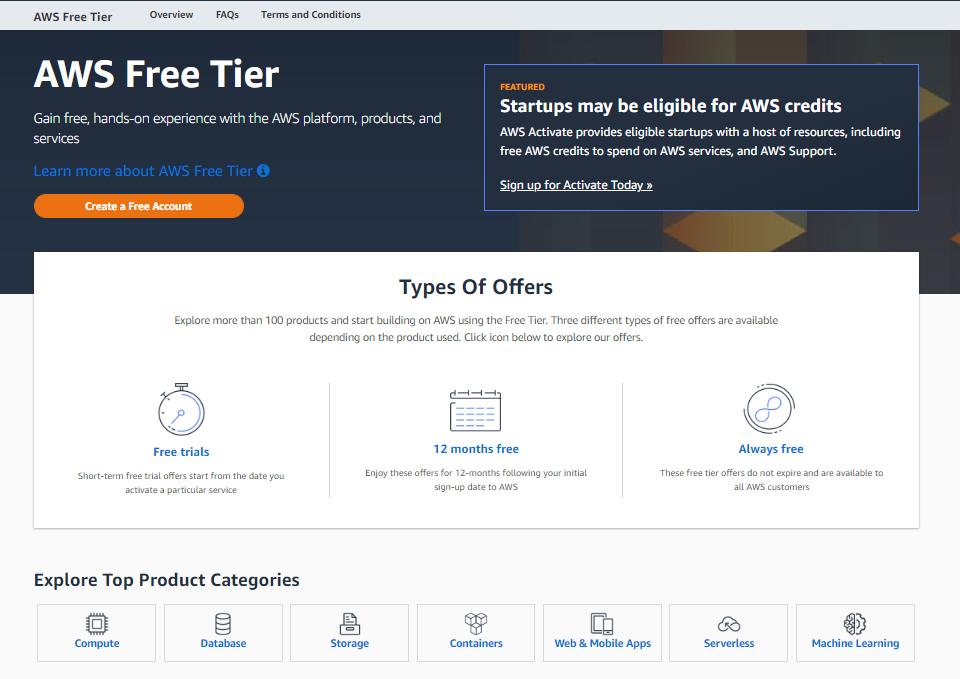 AWS Free Tier
Overview
FAQs
Terms and Conditions
AWS Free Tier
Gain free, hands-on experience with the AWS platform, products, and
services
Learn more about AWS Free Tier
Create a Free Account
FEATURED
Startups may be eligible for AWS credits
AWS Activate provides eligible startups with a host of resources, including
free AWS credits to spend on AWS services, and AWS Support.
Sign up for Activate Today »
Types Of Offers
Explore more than 100 products and start building on AWS using the Free Tier. Three different types of free offers are available
depending on the product used. Click icon below to explore our offers.
Free trials
Short-term free trial offers start from the date you
activate a particular service
12 months free
Enjoy these offers for 12-months following your initial
sign-up date to AWS
Always free
These free tier offers do not expire and are available to
all AWS customers
Explore Top Product Categories
Compute
Database
Storage
Containers
Web & Mobile Apps
Serverless
Machine Learning